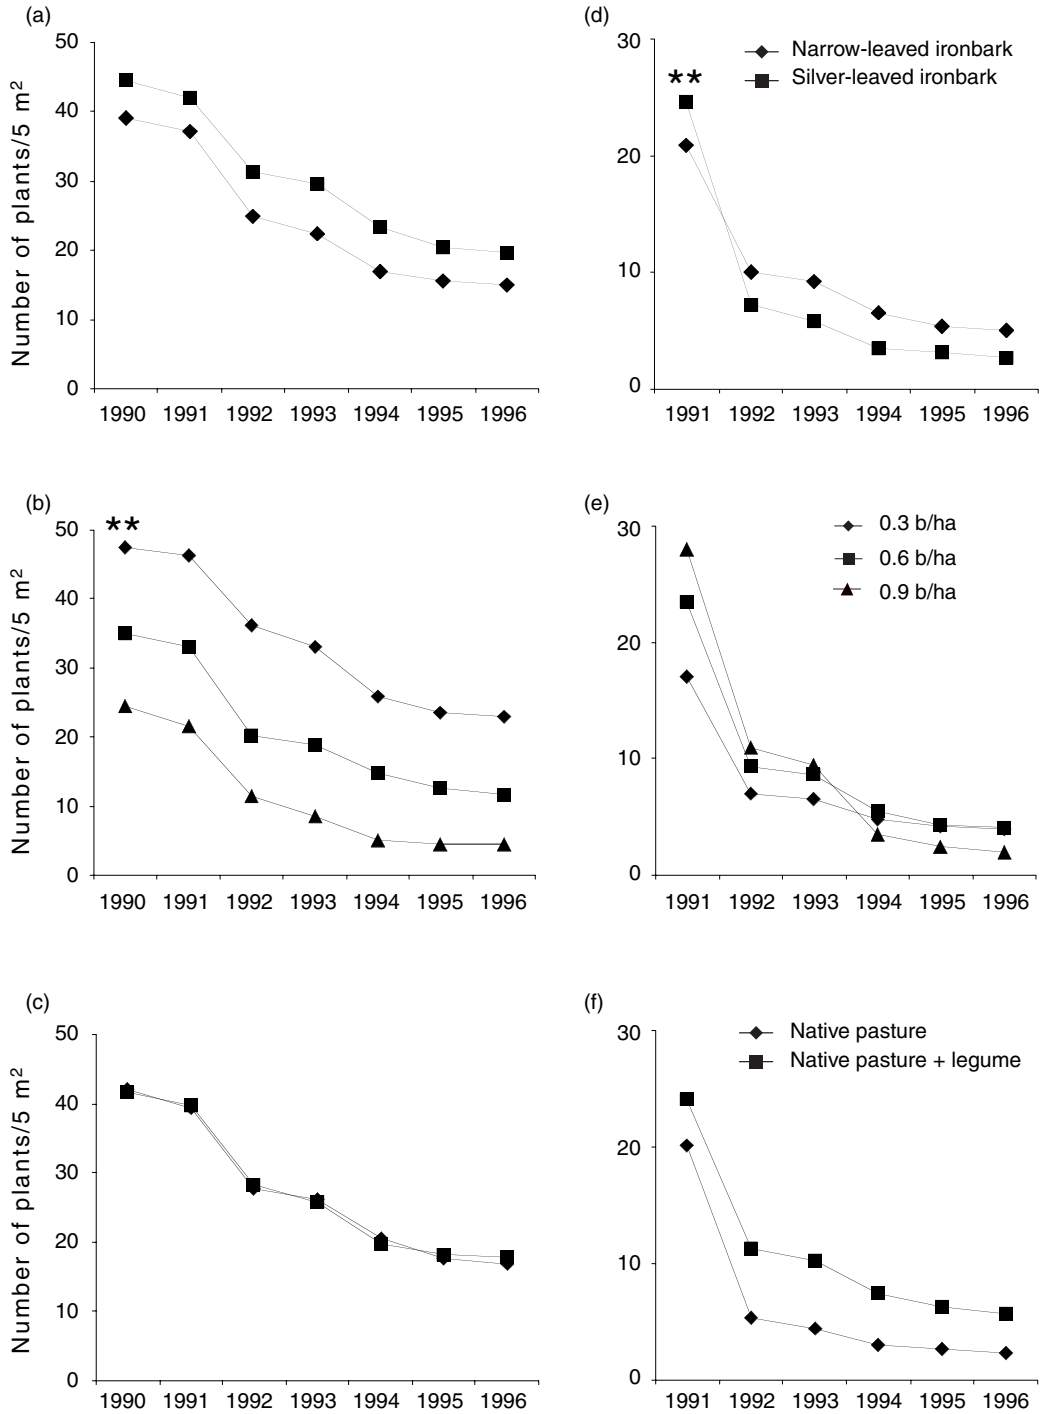 (a)
50
40
30
20
10
0
Number of plants/5 m²
1990 1991 1992 1993 1994 1995 1996
(d)
30
20
10
0
**
Narrow-leaved ironbark
Silver-leaved ironbark
1991 1992 1993 1994 1995 1996
(b)
50
40
30
20
10
0
**
Number of plants/5 m²
1990 1991 1992 1993 1994 1995 1996
(e)
30
20
10
0
0.3 b/ha
0.6 b/ha
0.9 b/ha
1991 1992 1993 1994 1995 1996
(c)
50
40
30
20
10
0
Number of plants/5 m²
1990 1991 1992 1993 1994 1995 1996
(f)
30
20
10
0
Native pasture
Native pasture + legume
1991 1992 1993 1994 1995 1996